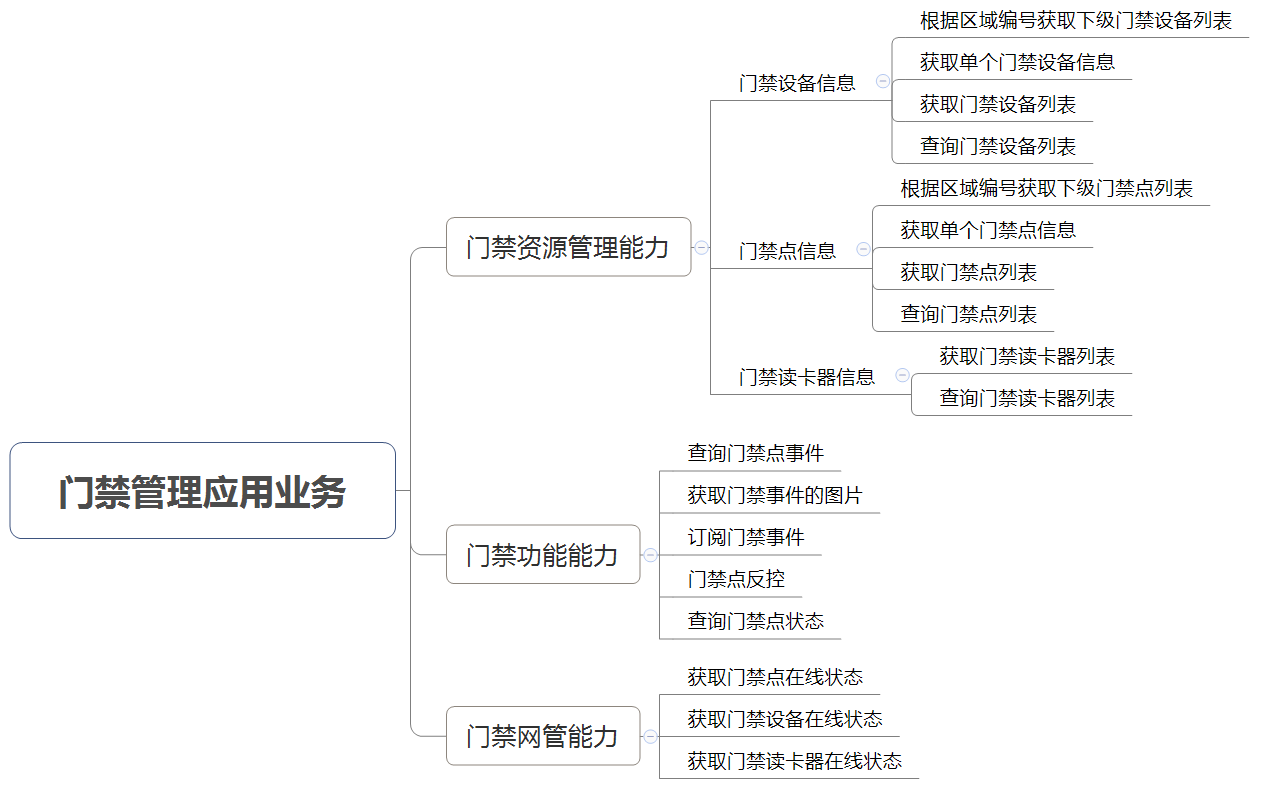 门禁管理应用业务
门禁资源管理能力
门禁设备信息
根据区域编号获取下级门禁设备列表
获取单个门禁设备信息
获取门禁设备列表
查询门禁设备列表
门禁点信息
根据区域编号获取下级门禁点列表
获取单个门禁点信息
获取门禁点列表
查询门禁点列表
门禁读卡器信息
获取门禁读卡器列表
查询门禁读卡器列表
门禁功能能力
查询门禁点事件
获取门禁事件的图片
订阅门禁事件
门禁点反控
查询门禁点状态
门禁网管能力
获取门禁点在线状态
获取门禁设备在线状态
获取门禁读卡器在线状态